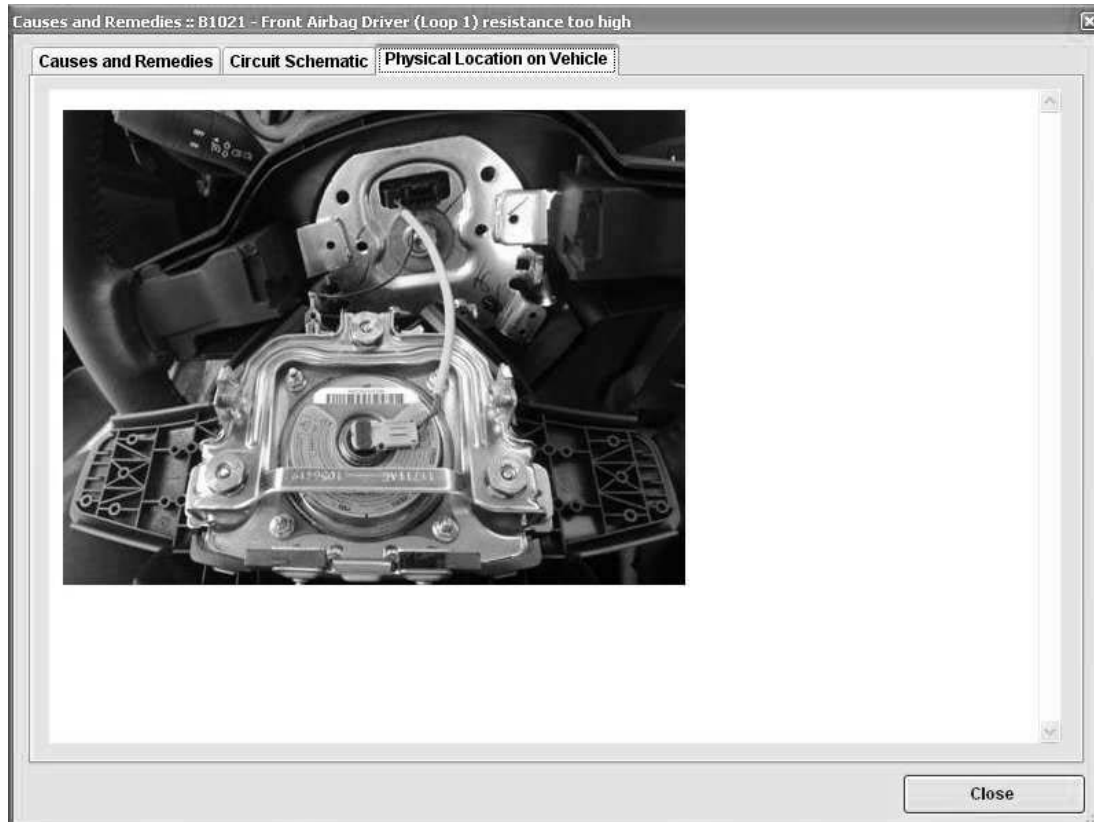 Causes and Remedies :: B1021 - Front Airbag Driver (Loop 1) resistance too high
Causes and Remedies
Circuit Schematic
Physical Location on Vehicle
Close